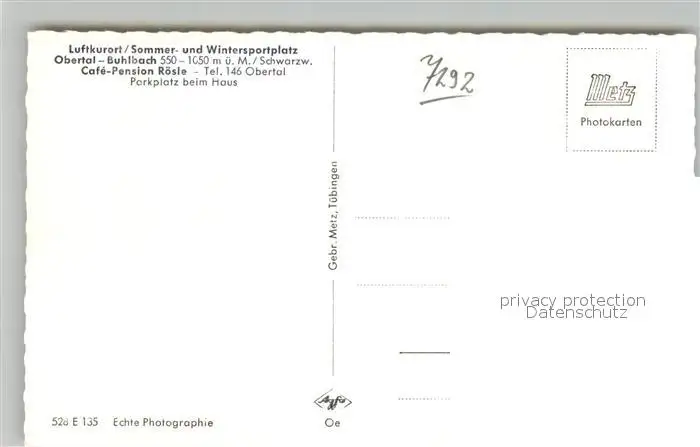 Luftkurort / Sommer- und Wintersportplatz
Obertal – Buhlbach 550 – 1050 m ü. M. / Schwarzw.
Café-Pension Rösle – Tel. 146 Obertal
Parkplatz beim Haus
7292
Metz
Photokarten
Gebr. Metz, Tübingen
privacy protection
Datenschutz
Agfa
528 E 135 Echte Photographie
Oe